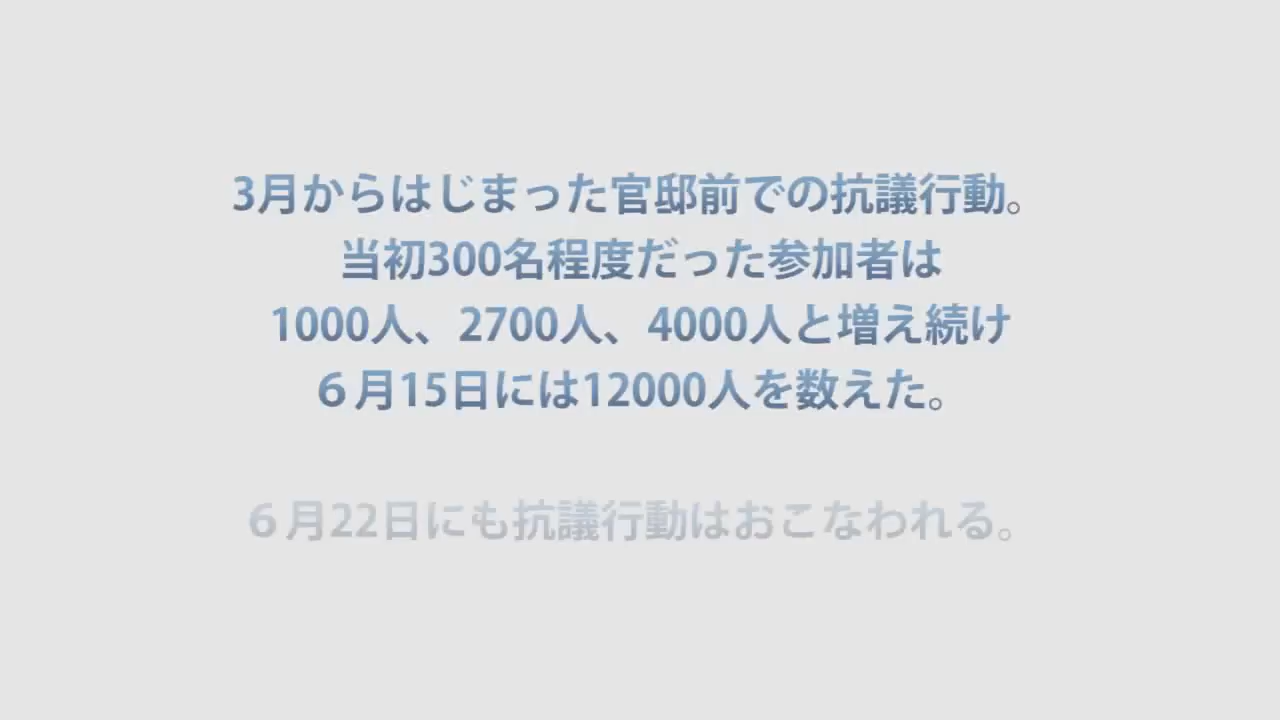 3月からはじまった官邸前での抗議行動。
当初300名程度だった参加者は
1000人、2700人、4000人と増え続け
６月15日には12000人を数えた。
６月22日にも抗議行動はおこなわれる。